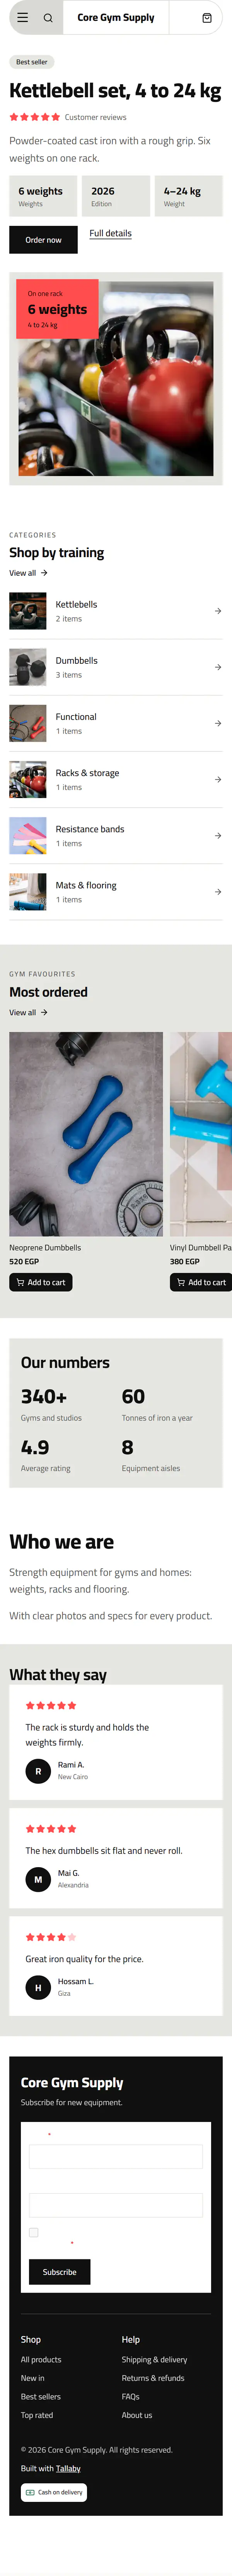 Core Gym Supply
Best seller
Kettlebell set, 4 to 24 kg
Customer reviews
Powder-coated cast iron with a rough grip. Six
weights on one rack.
6 weights
Weights
2026
Edition
4–24 kg
Weight
Order now
Full details
On one rack
6 weights
4 to 24 kg
CATEGORIES
Shop by training
View all
Kettlebells
2 items
Dumbbells
3 items
Functional
1 items
Racks & storage
1 items
Resistance bands
1 items
Mats & flooring
1 items
GYM FAVOURITES
Most ordered
View all
Neoprene Dumbbells
520 EGP
Add to cart
Vinyl Dumbbell Pa
380 EGP
Add to cart
Our numbers
340+
Gyms and studios
60
Tonnes of iron a year
4.9
Average rating
8
Equipment aisles
Who we are
Strength equipment for gyms and homes:
weights, racks and flooring.
With clear photos and specs for every product.
What they say
The rack is sturdy and holds the
weights firmly.
R
Rami A.
New Cairo
The hex dumbbells sit flat and never roll.
M
Mai G.
Alexandria
Great iron quality for the price.
H
Hossam L.
Giza
Core Gym Supply
Subscribe for new equipment.
*
*
Subscribe
Shop
All products
New in
Best sellers
Top rated
Help
Shipping & delivery
Returns & refunds
FAQs
About us
© 2026 Core Gym Supply. All rights reserved.
Built with Tallaby
Cash on delivery